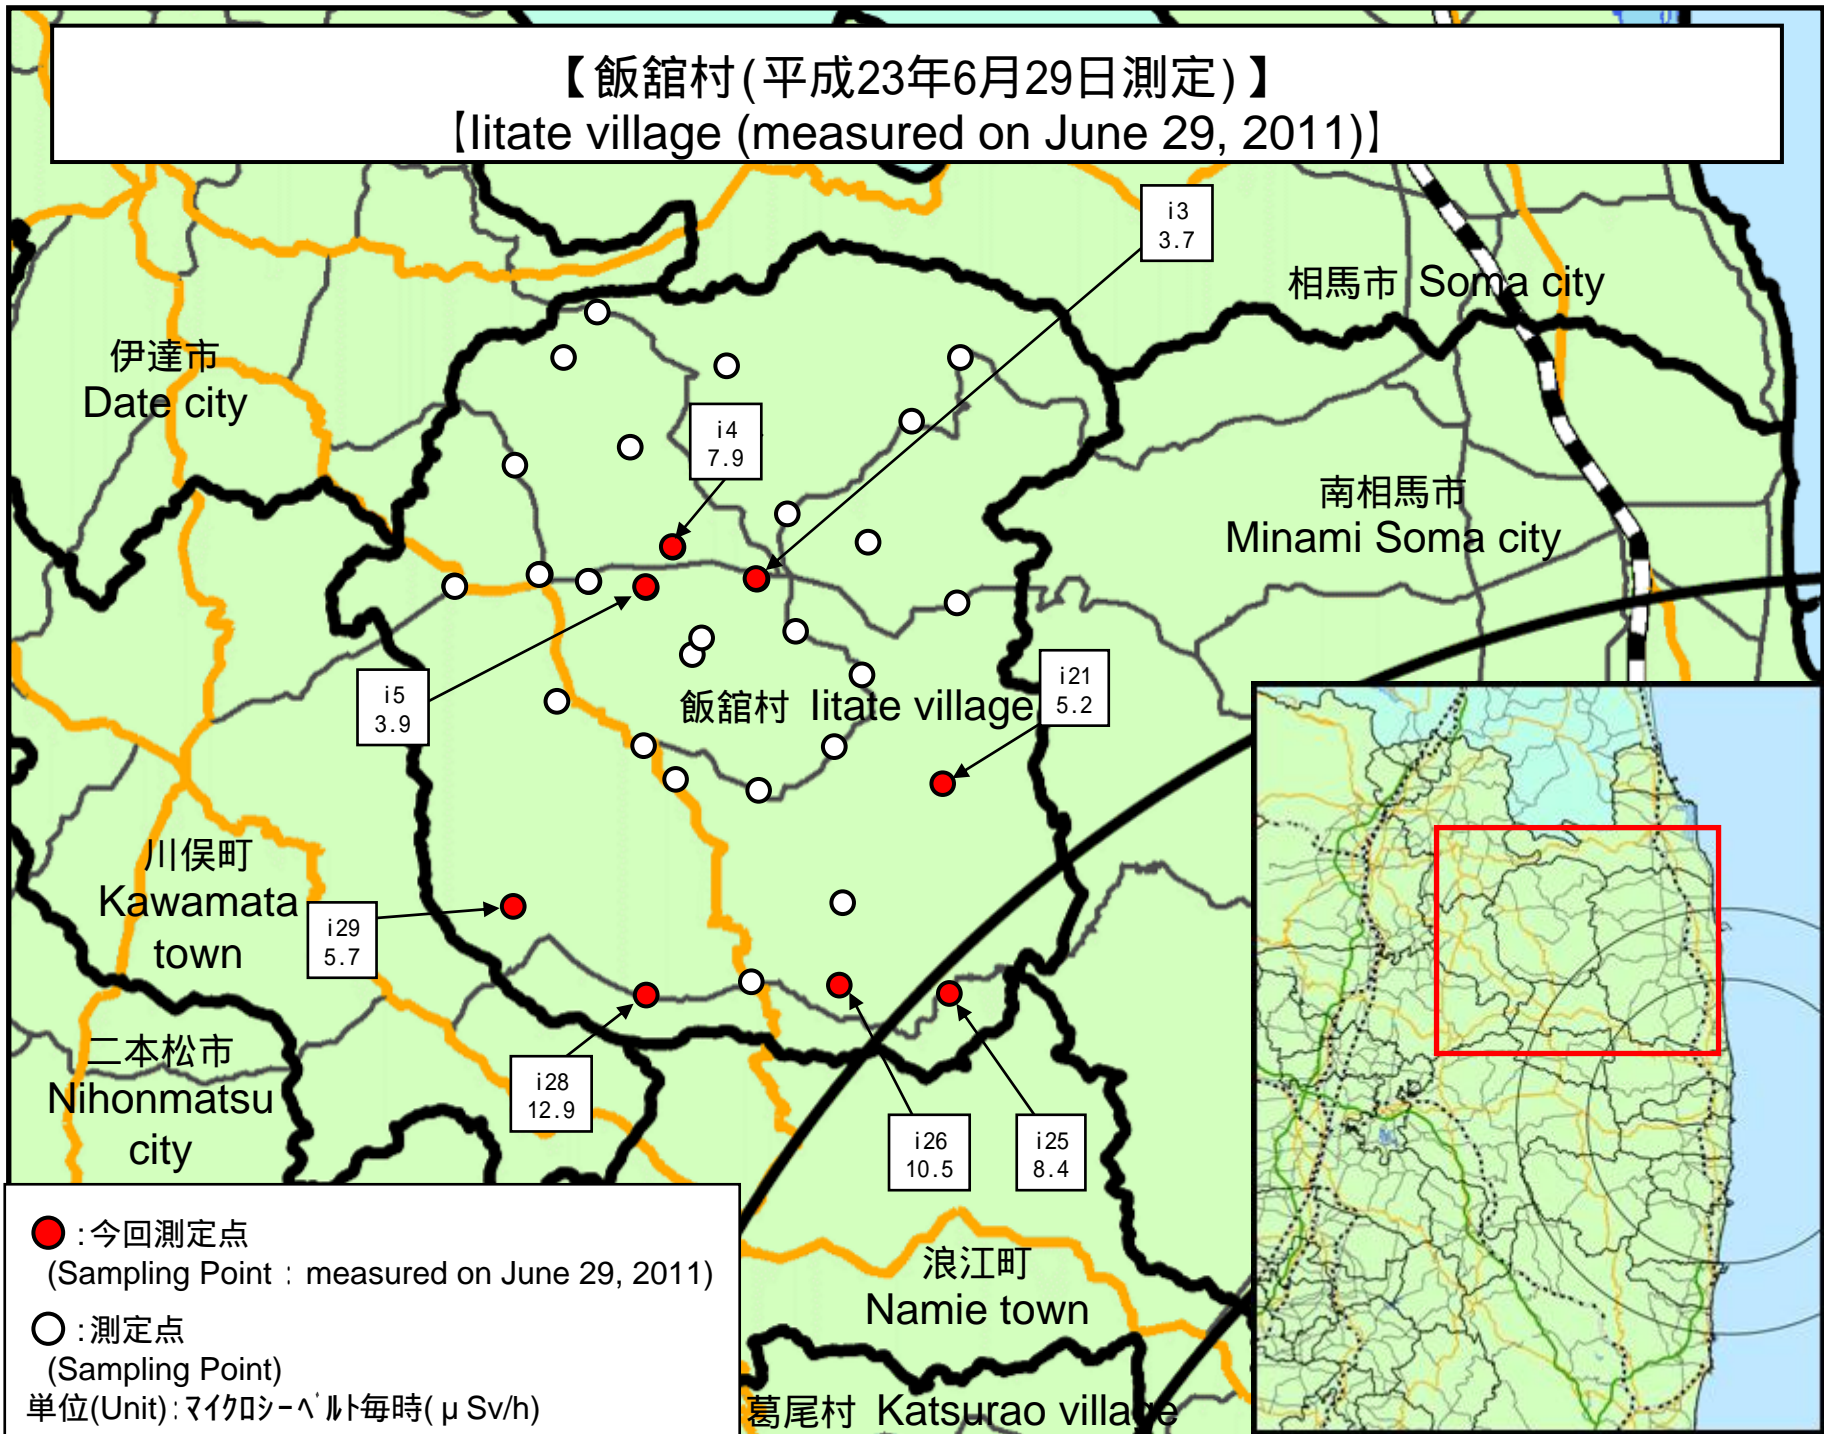 【飯舘村(平成23年6月29日測定)】
【Iitate village (measured on June 29, 2011)】
i3
3.7
相馬市 Soma city
伊達市
Date city
i4
7.9
南相馬市
Minami Soma city
i5
3.9
飯舘村 Iitate village
i21
5.2
川俣町
Kawamata
town
i29
5.7
二本松市
Nihonmatsu
city
i28
12.9
i26
10.5
i25
8.4
:今回測定点
(Sampling Point : measured on June 29, 2011)
:測定点
(Sampling Point)
単位(Unit):マイクロシーベルト毎時(μSv/h)
浪江町
Namie town
葛尾村 Katsurao village